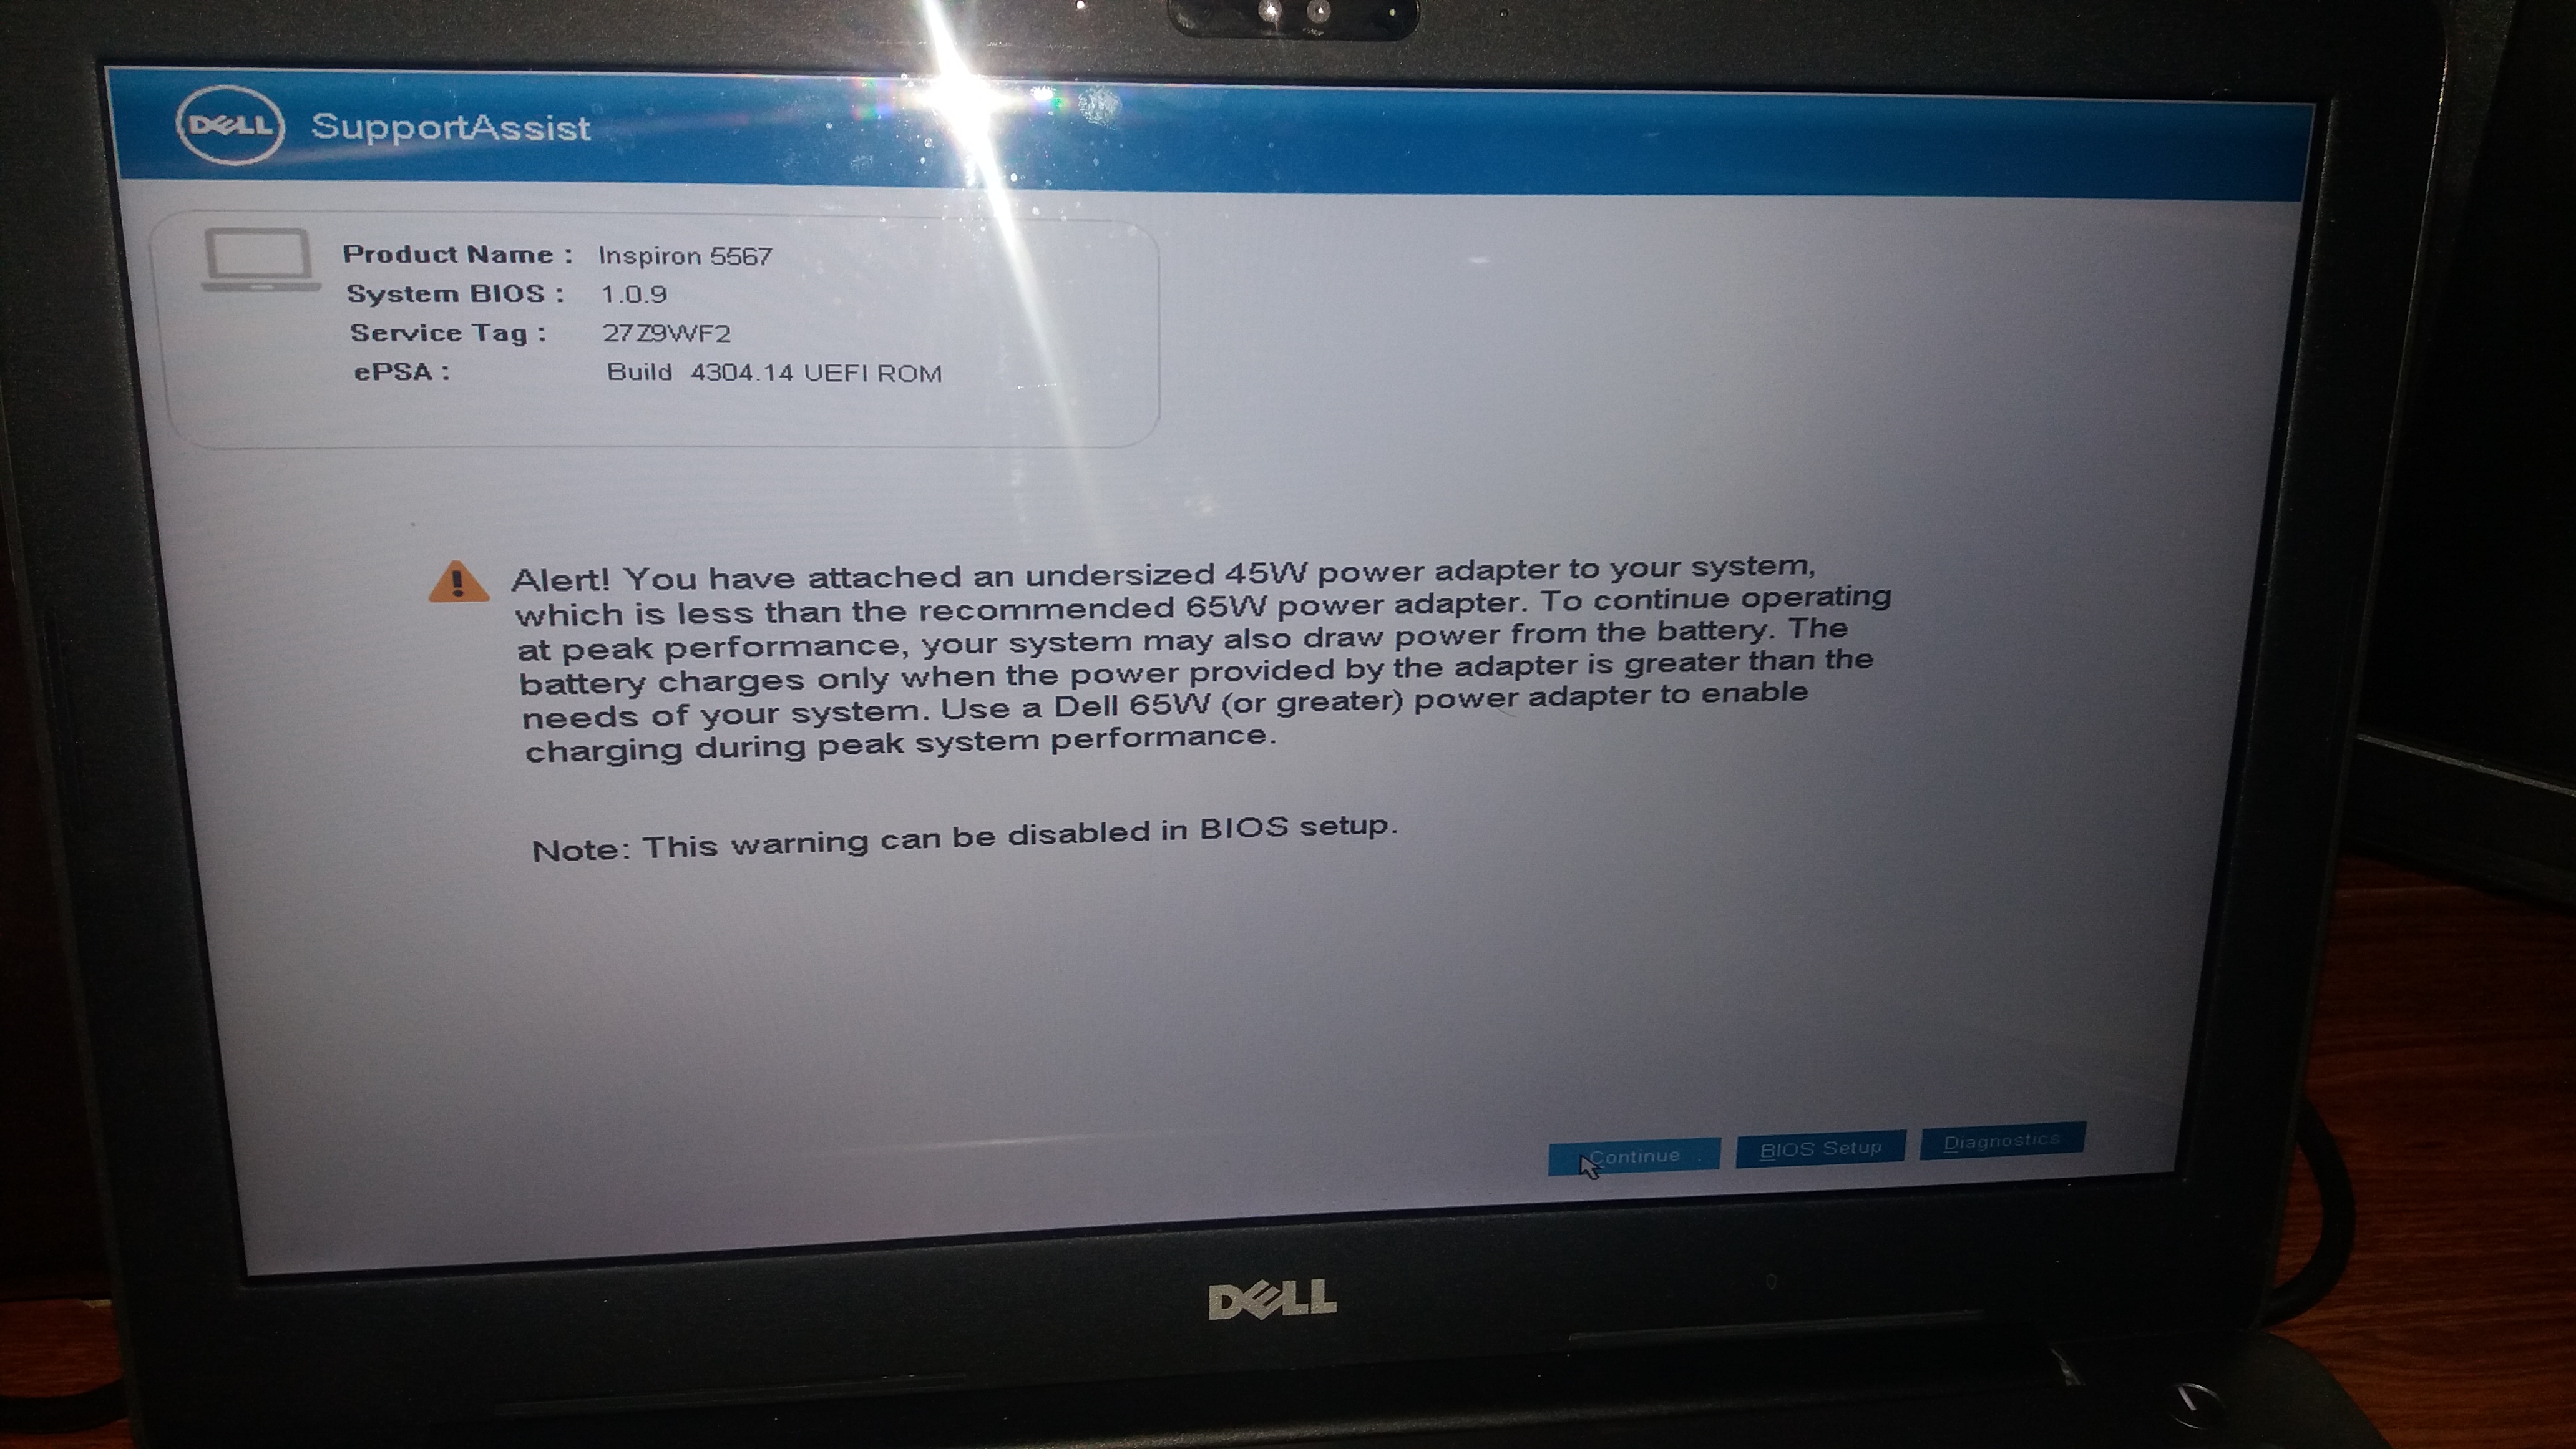 DELL SupportAssist
Product Name : Inspiron 5567
System BIOS : 1.0.9
Service Tag : 27Z9WF2
ePSA : Build 4304.14 UEFI ROM
Alert! You have attached an undersized 45W power adapter to your system,
which is less than the recommended 65W power adapter. To continue operating
at peak performance, your system may also draw power from the battery. The
battery charges only when the power provided by the adapter is greater than the
needs of your system. Use a Dell 65W (or greater) power adapter to enable
charging during peak system performance.
Note: This warning can be disabled in BIOS setup.
Continue BIOS Setup Diagnostics
DELL